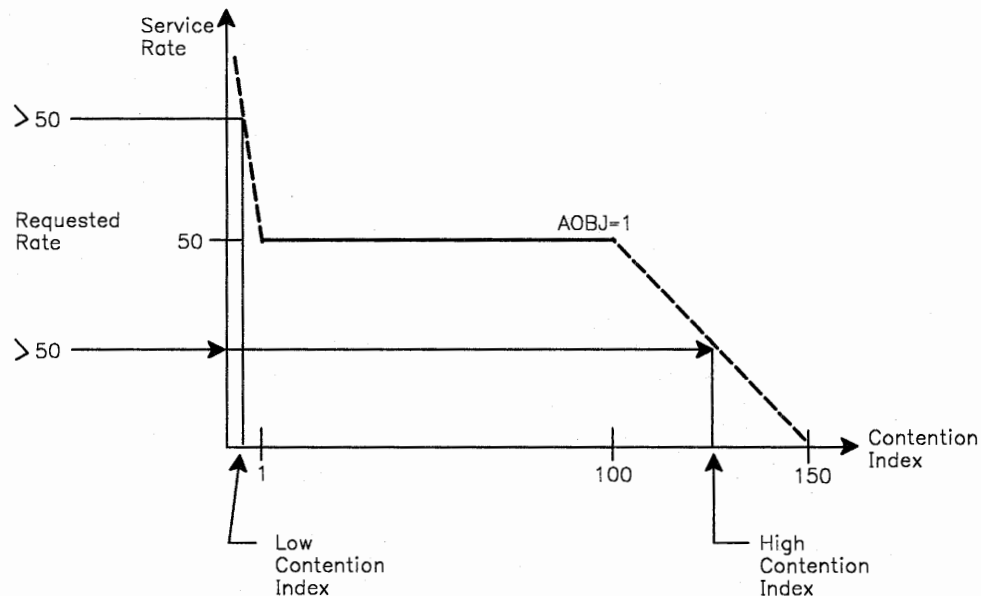 Service
Rate
> 50
Requested
Rate
50
AOBJ=1
> 50
Contention
Index
1
100
150
Low
Contention
Index
High
Contention
Index